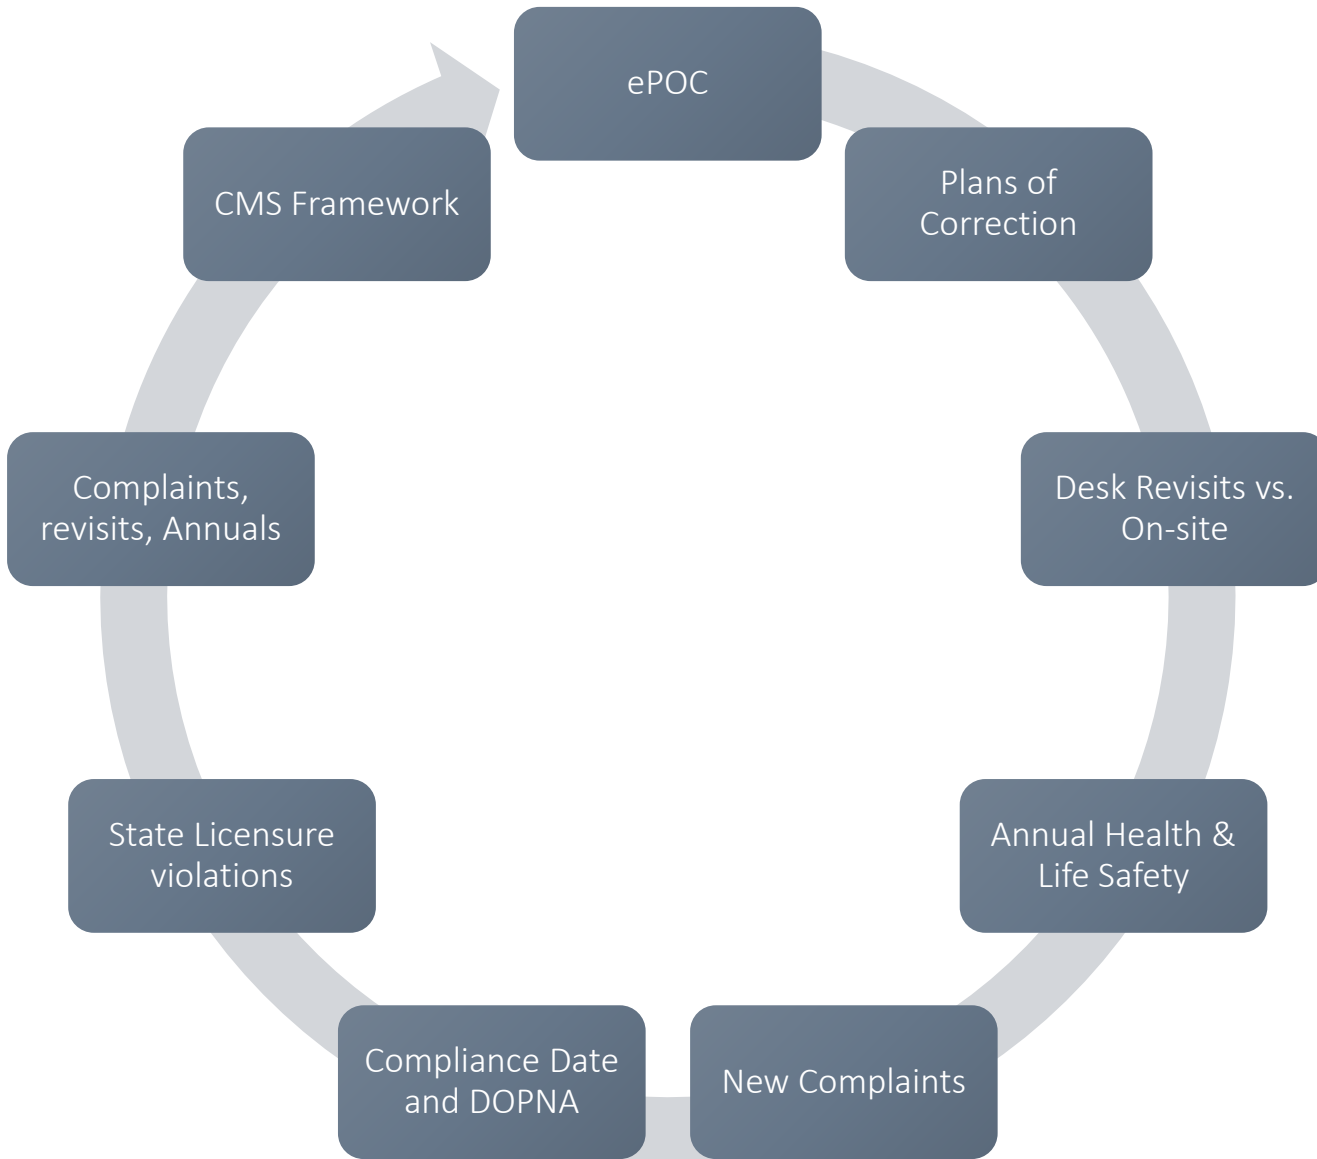 ePOC
Plans of
Correction
Desk Revisits vs.
On-site
Annual Health &
Life Safety
New Complaints
Compliance Date
and DOPNA
State Licensure
violations
Complaints,
revisits, Annuals
CMS Framework